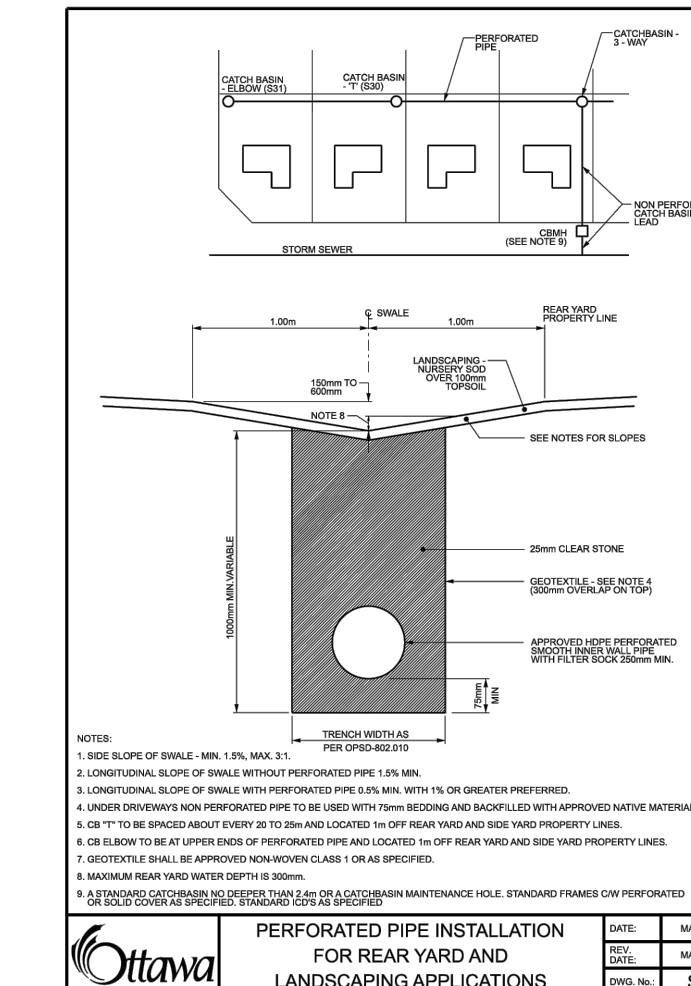 PERFORATED
PIPE
CATCHBASIN -
3 - WAY
CATCH BASIN
- ELBOW (S31)
CATCH BASIN
- 'T' (S30)
NON PERFO
CATCH BASI
LEAD
CBMH
(SEE NOTE 9)
STORM SEWER
℄ SWALE
1.00m
1.00m
REAR YARD
PROPERTY LINE
LANDSCAPING -
NURSERY SOD
OVER 100mm
TOPSOIL
150mm TO
600mm
NOTE 8
SEE NOTES FOR SLOPES
1000mm MIN.VARIABLE
25mm CLEAR STONE
GEOTEXTILE - SEE NOTE 4
(300mm OVERLAP ON TOP)
APPROVED HDPE PERFORATED
SMOOTH INNER WALL PIPE
WITH FILTER SOCK 250mm MIN.
75mm
MIN
TRENCH WIDTH AS
PER OPSD-802.010
NOTES:
1. SIDE SLOPE OF SWALE - MIN. 1.5%, MAX. 3:1.
2. LONGITUDINAL SLOPE OF SWALE WITHOUT PERFORATED PIPE 1.5% MIN.
3. LONGITUDINAL SLOPE OF SWALE WITH PERFORATED PIPE 0.5% MIN. WITH 1% OR GREATER PREFERRED.
4. UNDER DRIVEWAYS NON PERFORATED PIPE TO BE USED WITH 75mm BEDDING AND BACKFILLED WITH APPROVED NATIVE MATERIA
5. CB "T" TO BE SPACED ABOUT EVERY 20 TO 25m AND LOCATED 1m OFF REAR YARD AND SIDE YARD PROPERTY LINES.
6. CB ELBOW TO BE AT UPPER ENDS OF PERFORATED PIPE AND LOCATED 1m OFF REAR YARD AND SIDE YARD PROPERTY LINES.
7. GEOTEXTILE SHALL BE APPROVED NON-WOVEN CLASS 1 OR AS SPECIFIED.
8. MAXIMUM REAR YARD WATER DEPTH IS 300mm.
9. A STANDARD CATCHBASIN NO DEEPER THAN 2.4m OR A CATCHBASIN MAINTENANCE HOLE. STANDARD FRAMES C/W PERFORATED
OR SOLID COVER AS SPECIFIED. STANDARD ICD'S AS SPECIFIED
Ottawa
PERFORATED PIPE INSTALLATION
FOR REAR YARD AND
LANDSCAPING APPLICATIONS
DATE: MA
REV.
DATE: MA
DWG. No.: S